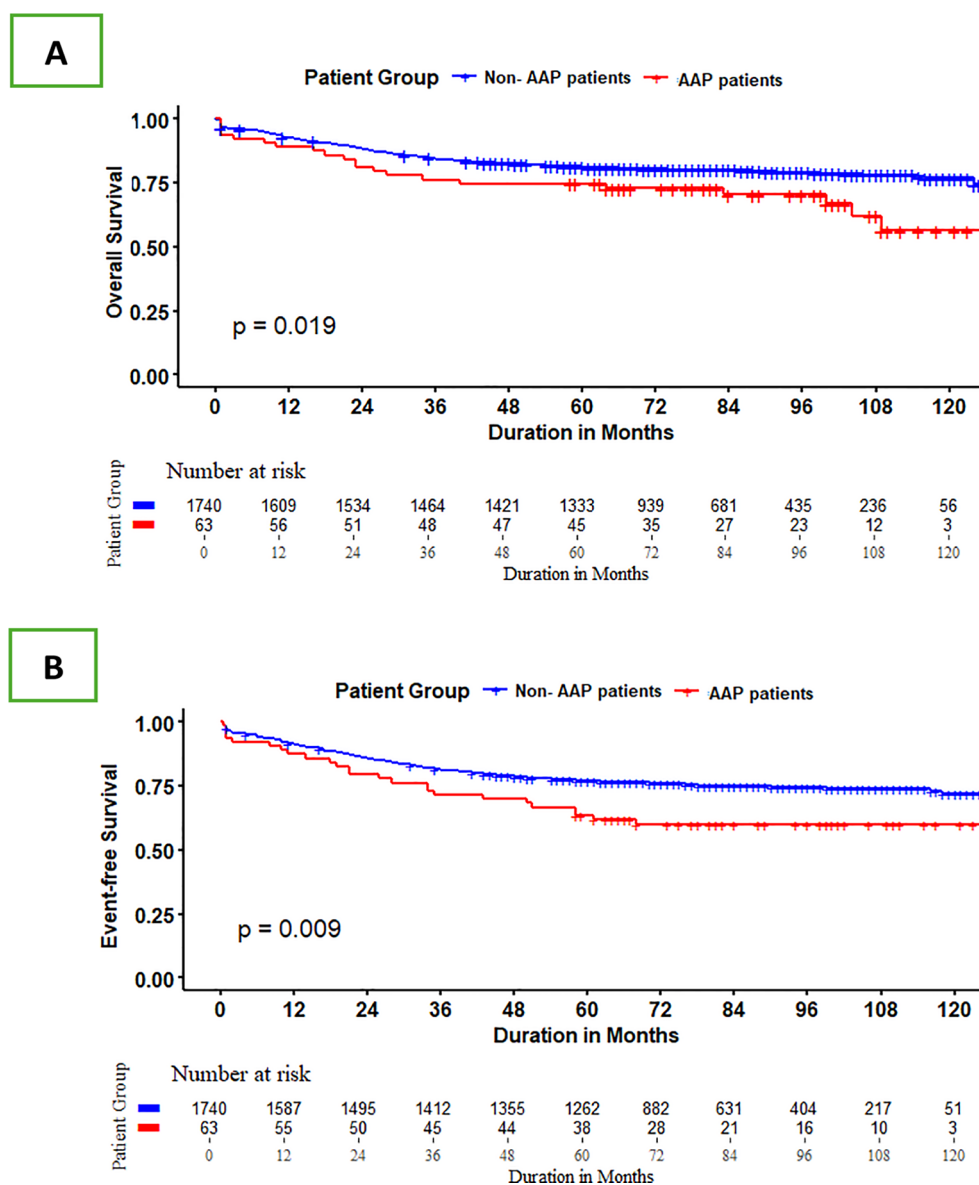 A
Patient Group Non- AAP patients AAP patients
1.00
0.75
0.50
0.25
0.00
Overall Survival
p = 0.019
0 12 24 36 48 60 72 84 96 108 120
Duration in Months
Number at risk
Patient Group
1740 1609 1534 1464 1421 1333 939 681 435 236 56
63 56 51 48 47 45 35 27 23 12 3
0 12 24 36 48 60 72 84 96 108 120
Duration in Months
B
Patient Group Non- AAP patients AAP patients
1.00
0.75
0.50
0.25
0.00
Event-free Survival
p = 0.009
0 12 24 36 48 60 72 84 96 108 120
Duration in Months
Number at risk
Patient Group
1740 1587 1495 1412 1355 1262 882 631 404 217 51
63 55 50 45 44 38 28 21 16 10 3
0 12 24 36 48 60 72 84 96 108 120
Duration in Months